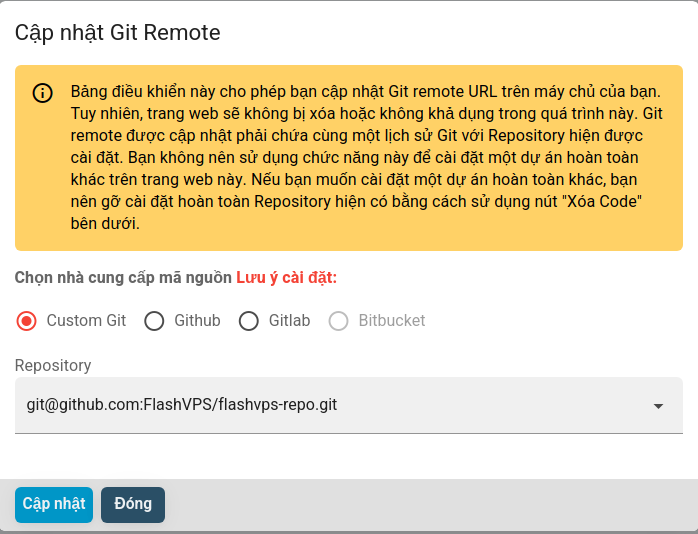 Cập nhật Git Remote
Bảng điều khiển này cho phép bạn cập nhật Git remote URL trên máy chủ của bạn.
Tuy nhiên, trang web sẽ không bị xóa hoặc không khả dụng trong quá trình này. Git
remote được cập nhật phải chứa cùng một lịch sử Git với Repository hiện được
cài đặt. Bạn không nên sử dụng chức năng này để cài đặt một dự án hoàn toàn
khác trên trang web này. Nếu bạn muốn cài đặt một dự án hoàn toàn khác, bạn
nên gỡ cài đặt hoàn toàn Repository hiện có bằng cách sử dụng nút "Xóa Code"
bên dưới.
Chọn nhà cung cấp mã nguồn Lưu ý cài đặt:
Custom Git Github Gitlab Bitbucket
Repository
git@github.com:FlashVPS/flashvps-repo.git
Cập nhật Đóng